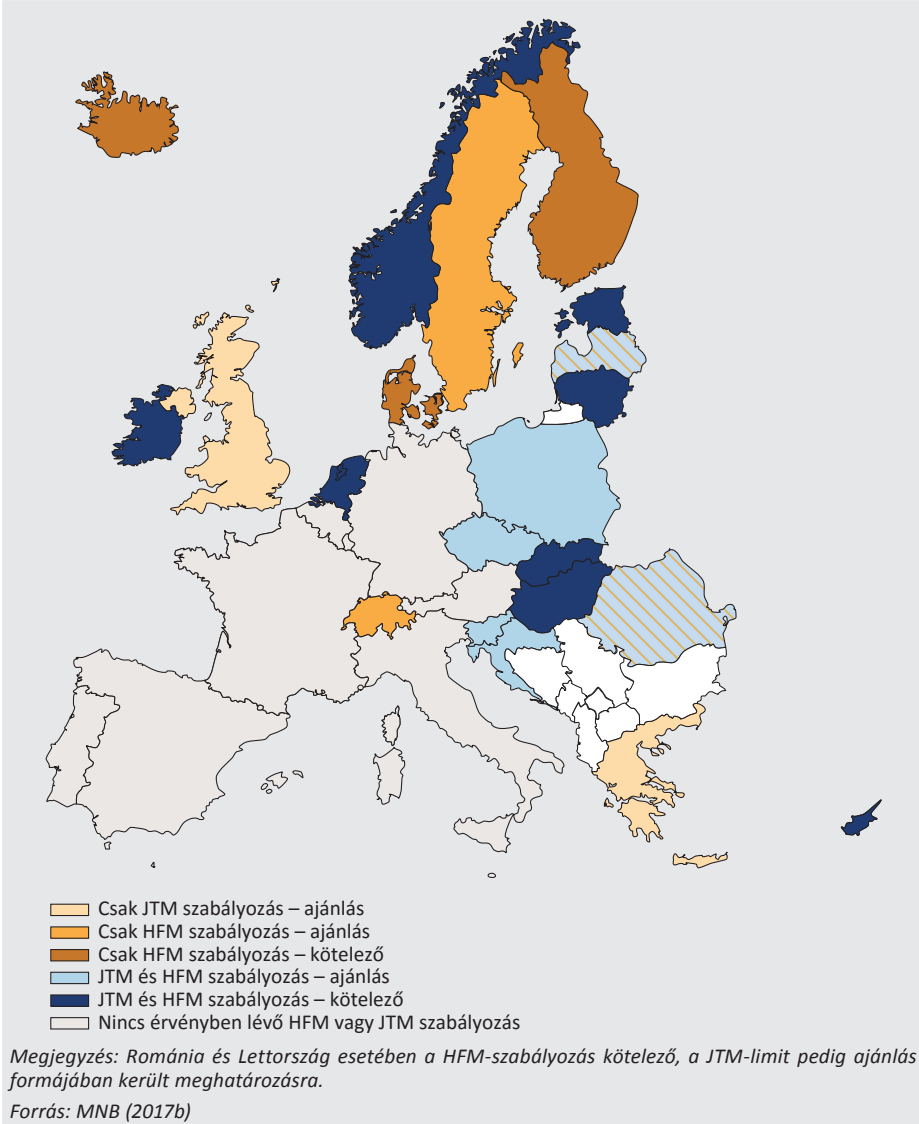 Csak JTM szabályozás – ajánlás
Csak HFM szabályozás – ajánlás
Csak HFM szabályozás – kötelező
JTM és HFM szabályozás – ajánlás
JTM és HFM szabályozás – kötelező
Nincs érvényben lévő HFM vagy JTM szabályozás
Megjegyzés: Románia és Lettország esetében a HFM-szabályozás kötelező, a JTM-limit pedig ajánlás
formájában került meghatározásra.
Forrás: MNB (2017b)